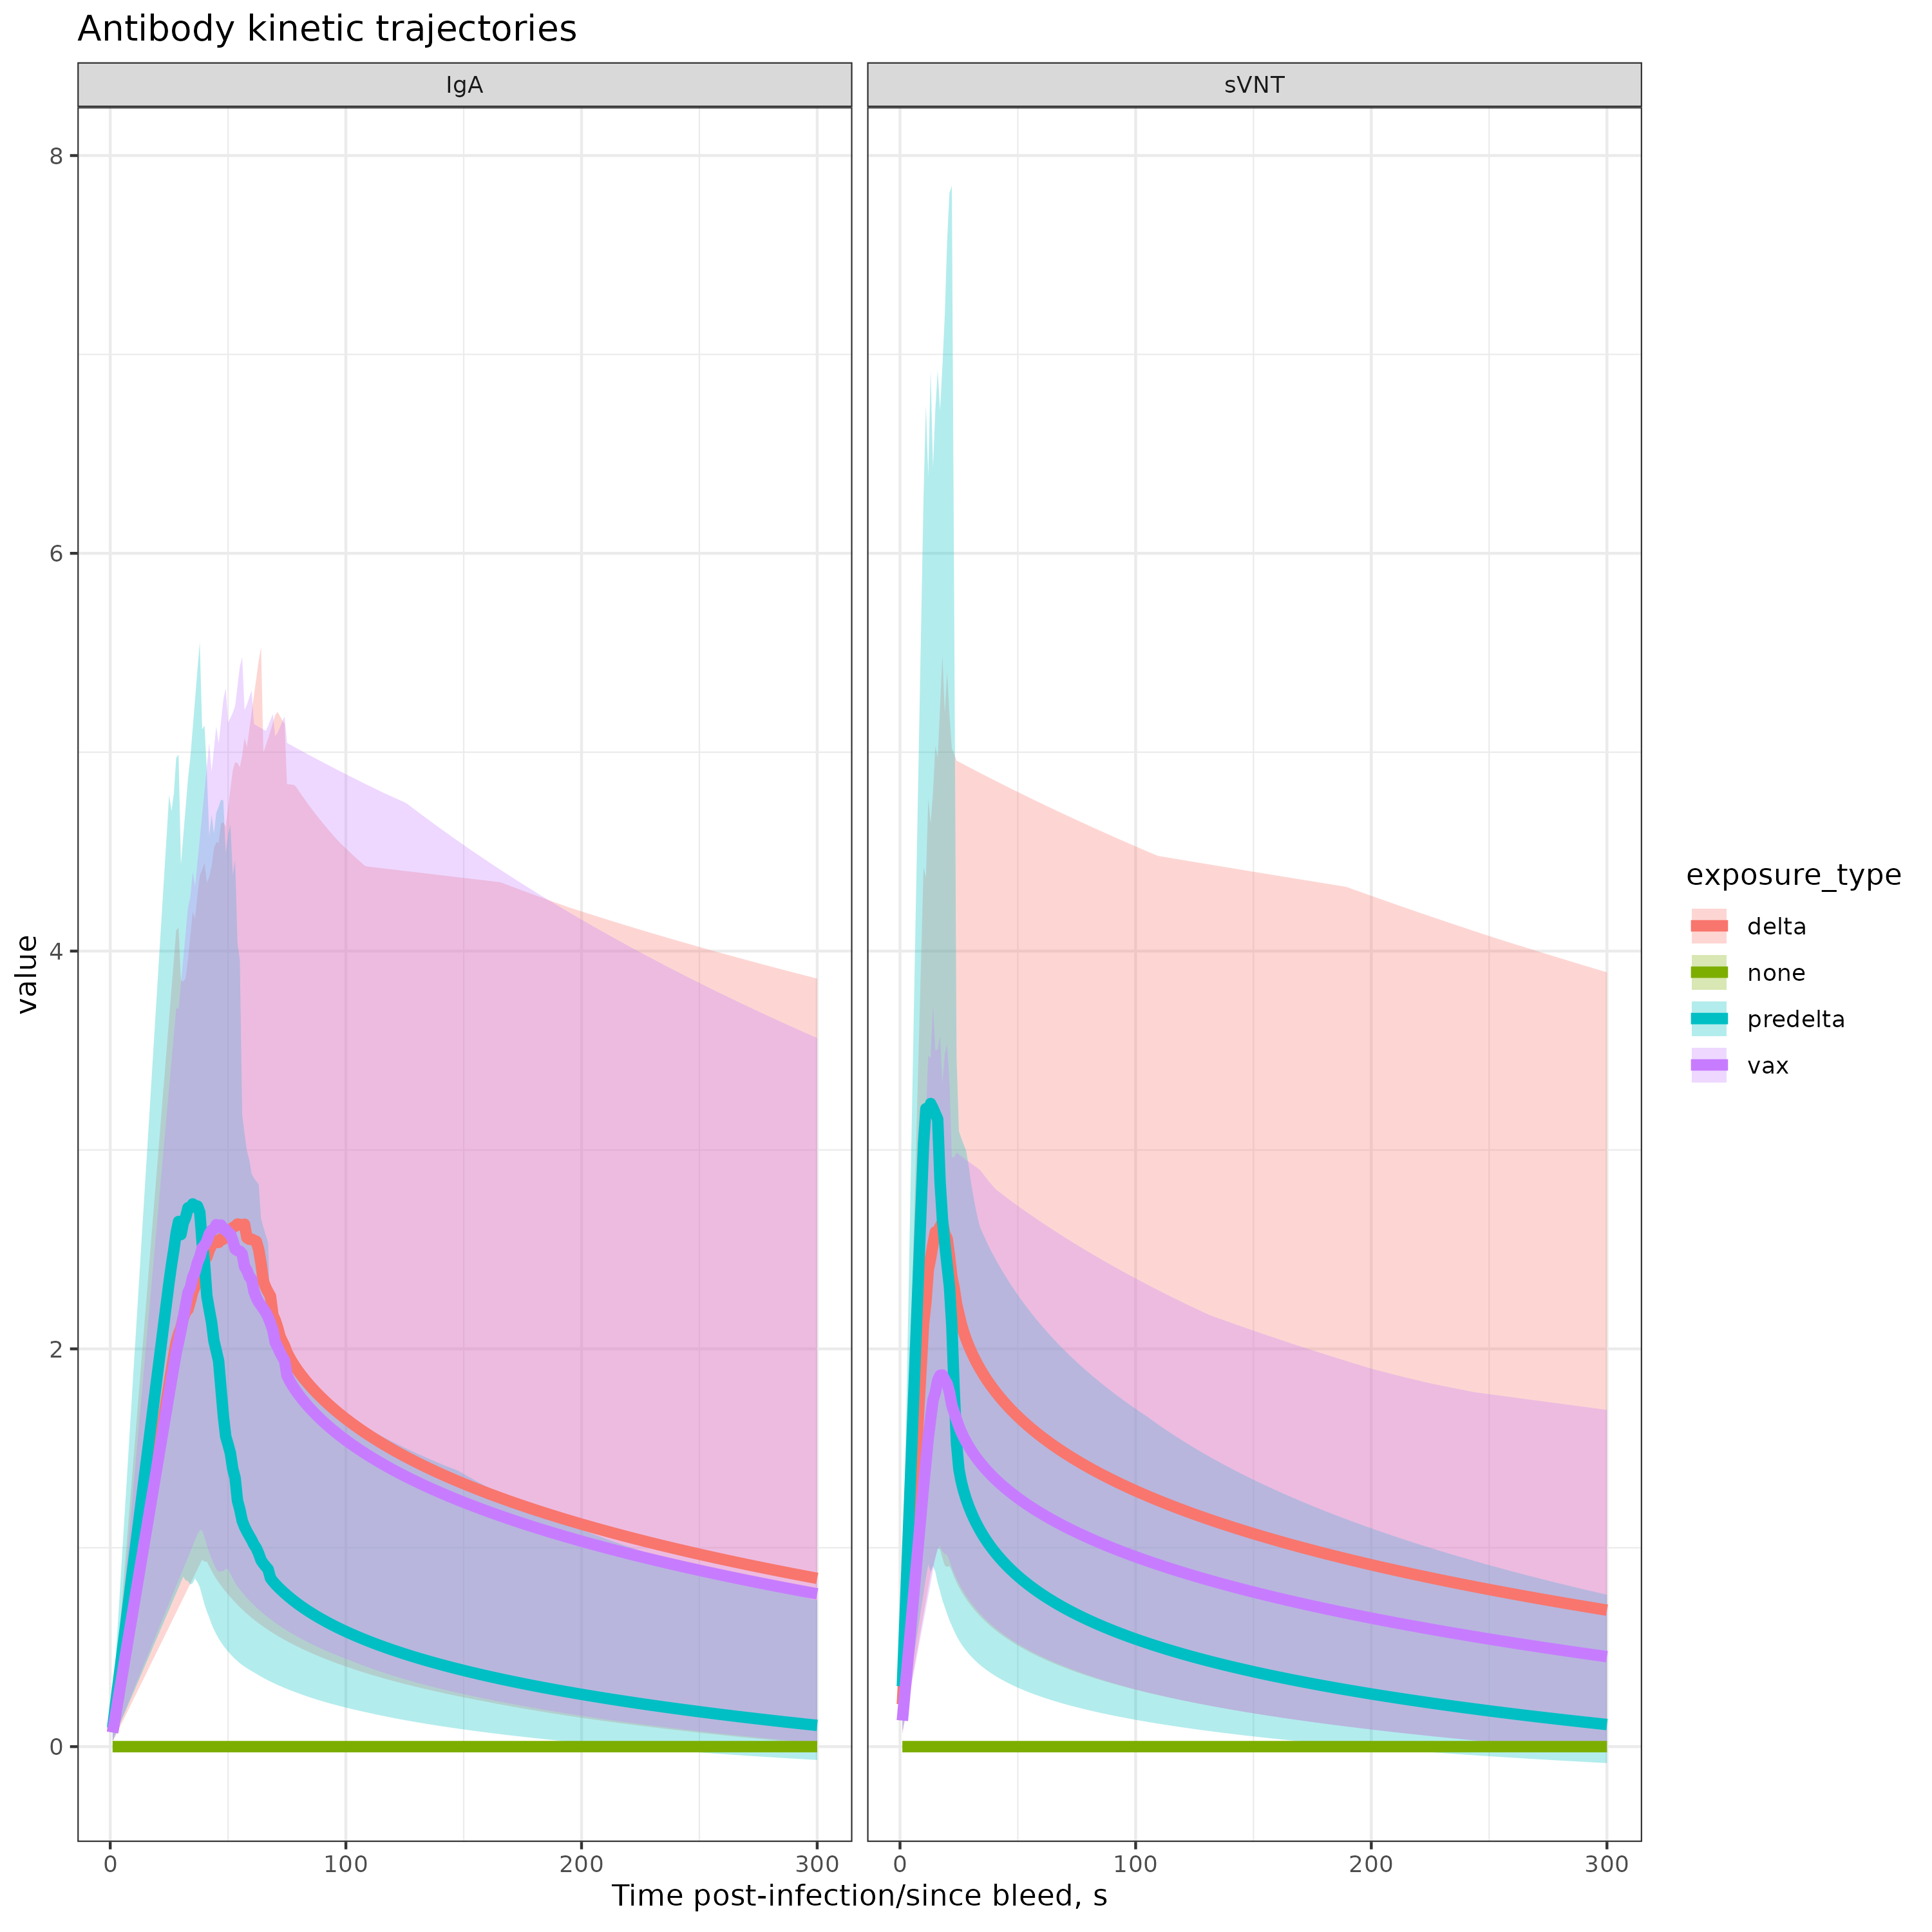 Antibody kinetic trajectories
IgA
sVNT
8
6
4
2
0
value
0 100 200 300
0 100 200 300
Time post-infection/since bleed, s
exposure_type
delta
none
predelta
vax